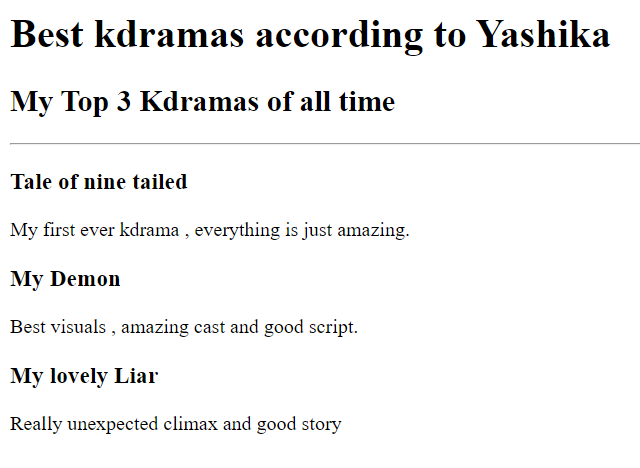 Best kdramas according to Yashika
My Top 3 Kdramas of all time
Tale of nine tailed
My first ever kdrama , everything is just amazing.
My Demon
Best visuals , amazing cast and good script.
My lovely Liar
Really unexpected climax and good story